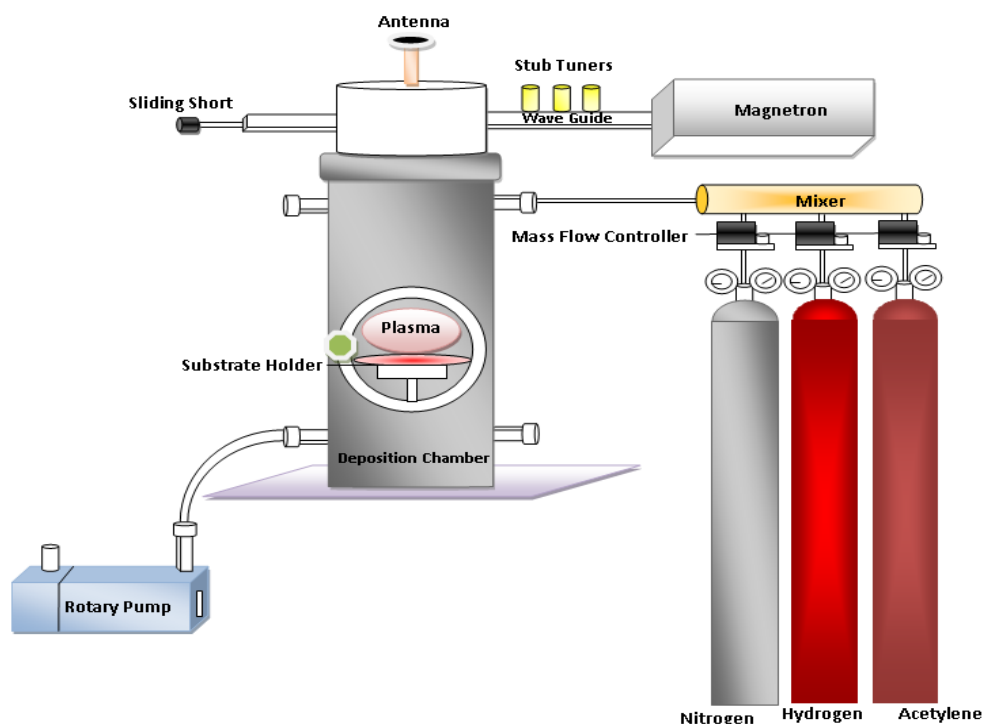 Antenna
Stub Tuners
Sliding Short
Wave Guide
Magnetron
Mixer
Mass Flow Controller
Plasma
Substrate Holder
Deposition Chamber
Rotary Pump
Nitrogen
Hydrogen
Acetylene